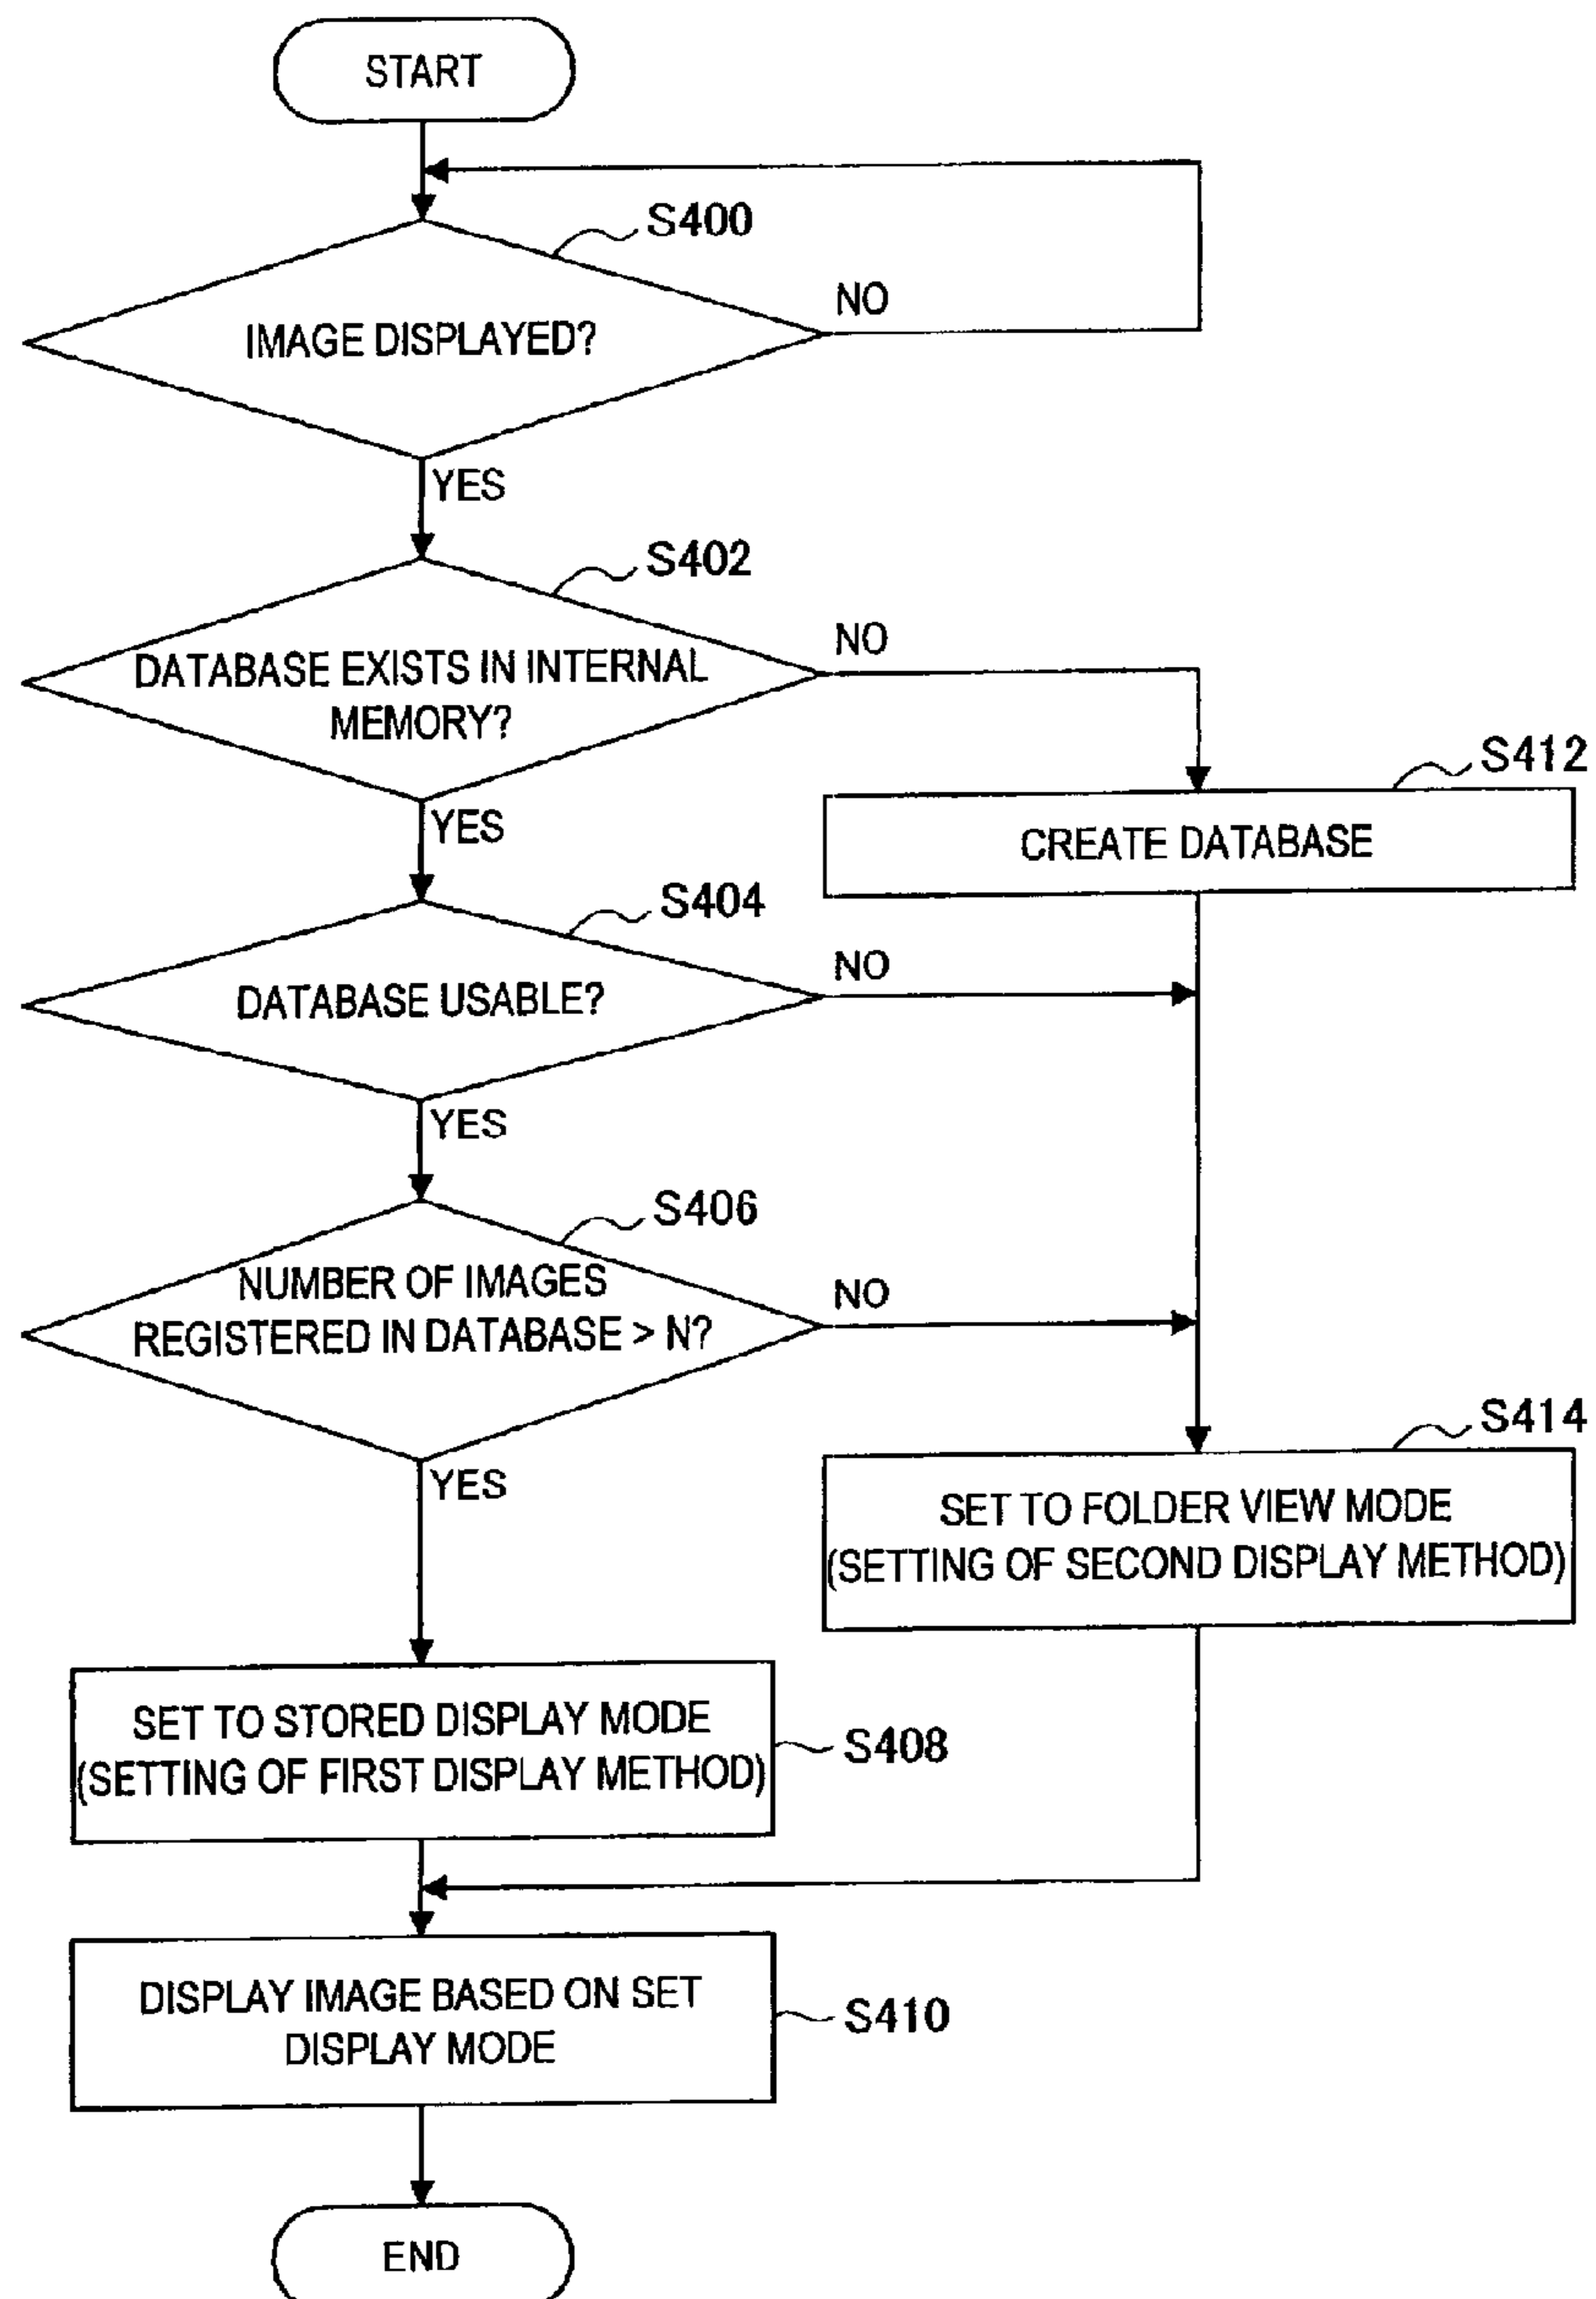 START
S400
NO
IMAGE DISPLAYED?
YES
S402
NO
DATABASE EXISTS IN INTERNAL
MEMORY?
YES
S412
CREATE DATABASE
S404
NO
DATABASE USABLE?
YES
S406
NO
NUMBER OF IMAGES
REGISTERED IN DATABASE > N?
YES
S414
SET TO FOLDER VIEW MODE
(SETTING OF SECOND DISPLAY METHOD)
SET TO STORED DISPLAY MODE
(SETTING OF FIRST DISPLAY METHOD)
S408
DISPLAY IMAGE BASED ON SET
DISPLAY MODE
S410
END